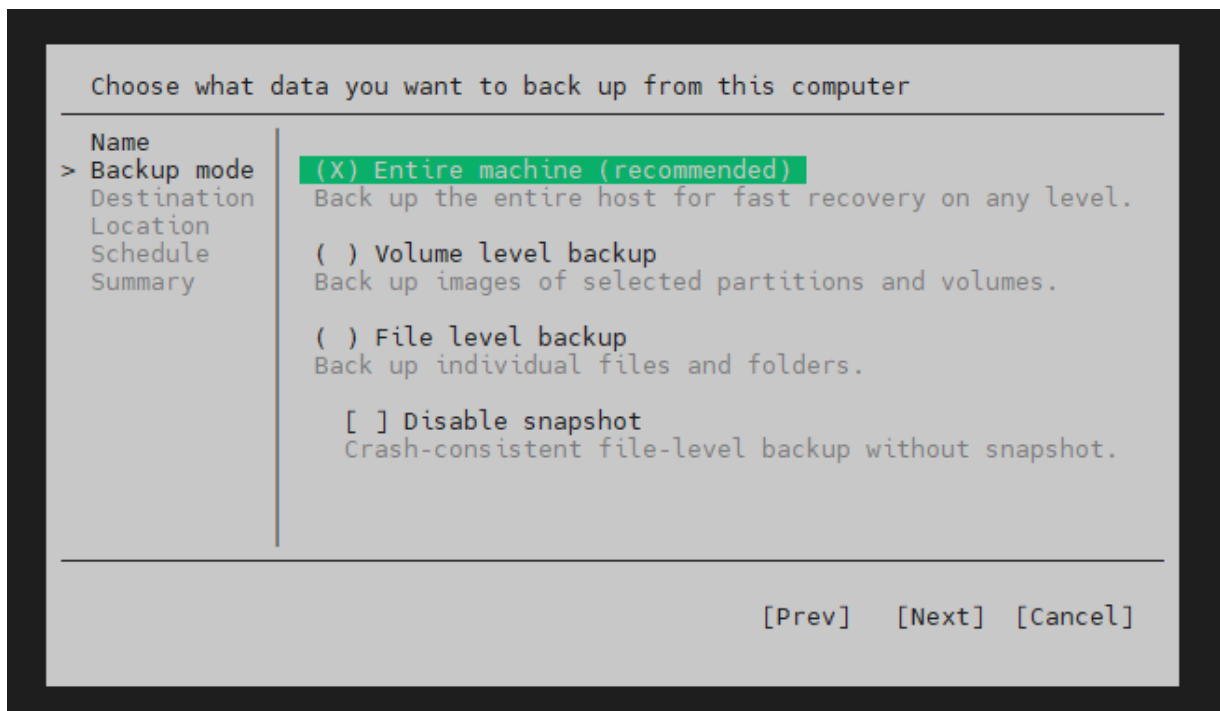 Choose what data you want to back up from this computer
Name
> Backup mode
Destination
Location
Schedule
Summary
(X) Entire machine (recommended)
Back up the entire host for fast recovery on any level.
( ) Volume level backup
Back up images of selected partitions and volumes.
( ) File level backup
Back up individual files and folders.
[ ] Disable snapshot
Crash-consistent file-level backup without snapshot.
[Prev] [Next] [Cancel]